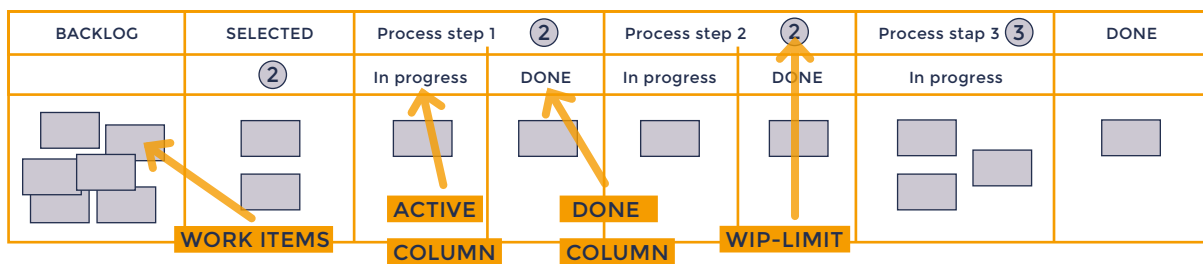 BACKLOG
SELECTED
Process step 1
2
Process step 2
2
Process stap 3
3
DONE
2
In progress
DONE
In progress
DONE
In progress
WORK ITEMS
ACTIVE
COLUMN
DONE
COLUMN
WIP-LIMIT